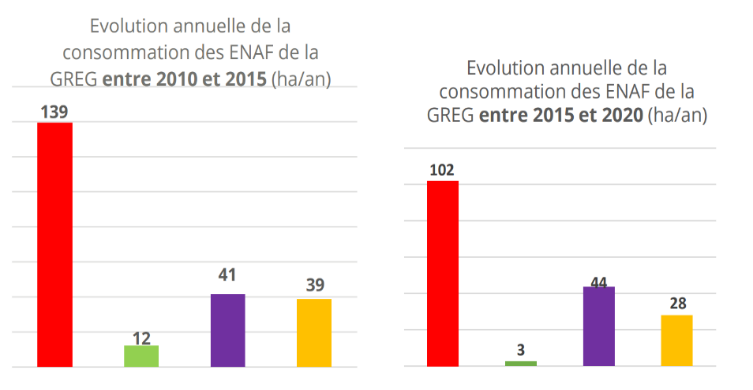 Evolution annuelle de la
consommation des ENAF de la
GREG entre 2010 et 2015 (ha/an)
139
12
41
39
Evolution annuelle de la
consommation des ENAF de la
GREG entre 2015 et 2020 (ha/an)
102
3
44
28